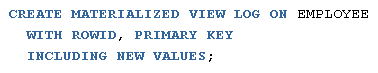 CREATE MATERIALIZED VIEW LOG ON EMPLOYEE
WITH ROWID, PRIMARY KEY
INCLUDING NEW VALUES;